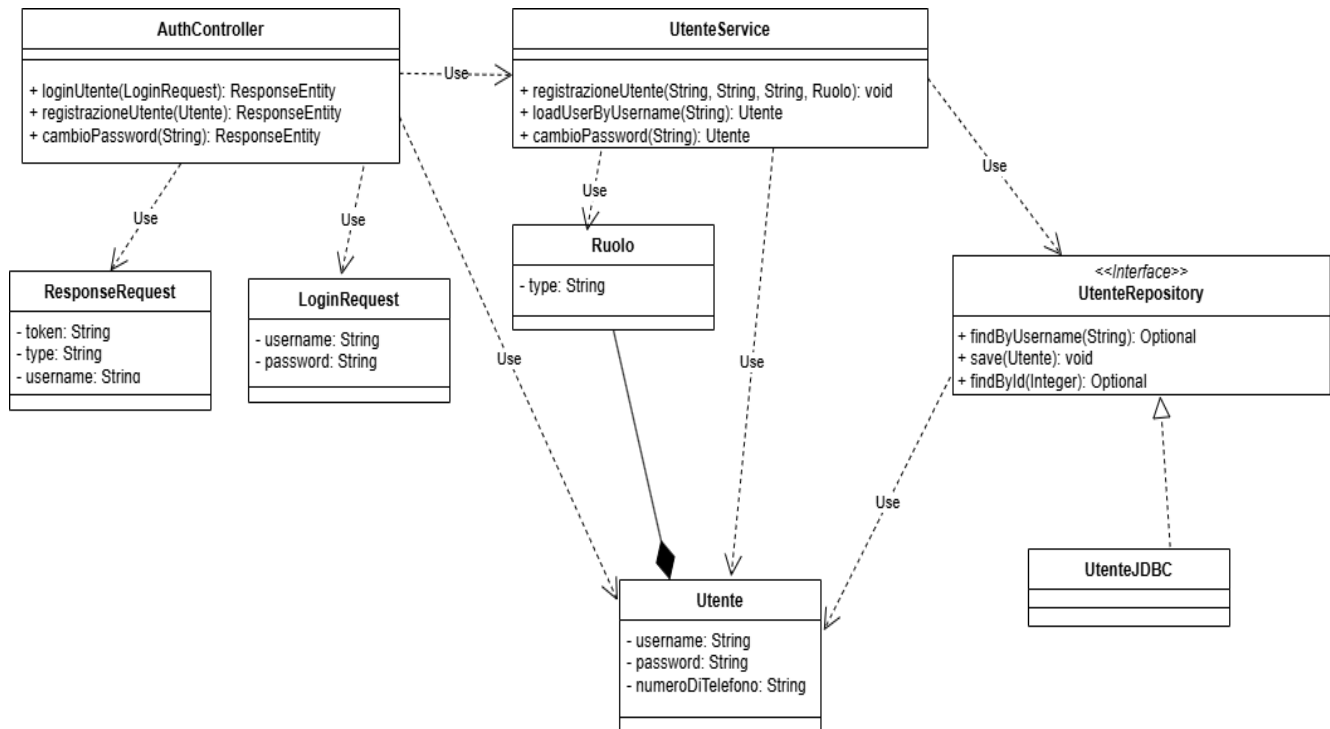 AuthController
+ loginUtente(LoginRequest): ResponseEntity
+ registrazioneUtente(Utente): ResponseEntity
+ cambioPassword(String): ResponseEntity
Use
UtenteService
+ registrazioneUtente(String, String, String, Ruolo): void
+ loadUserByUsername(String): Utente
+ cambioPassword(String): Utente
Use
Use
Use
Use
ResponseRequest
- token: String
- type: String
- username: String
LoginRequest
- username: String
- password: String
Ruolo
- type: String
<<Interface>>
UtenteRepository
+ findByUsername(String): Optional
+ save(Utente): void
+ findById(Integer): Optional
Use
Use
Use
Utente
- username: String
- password: String
- numeroDiTelefono: String
UtenteJDBC